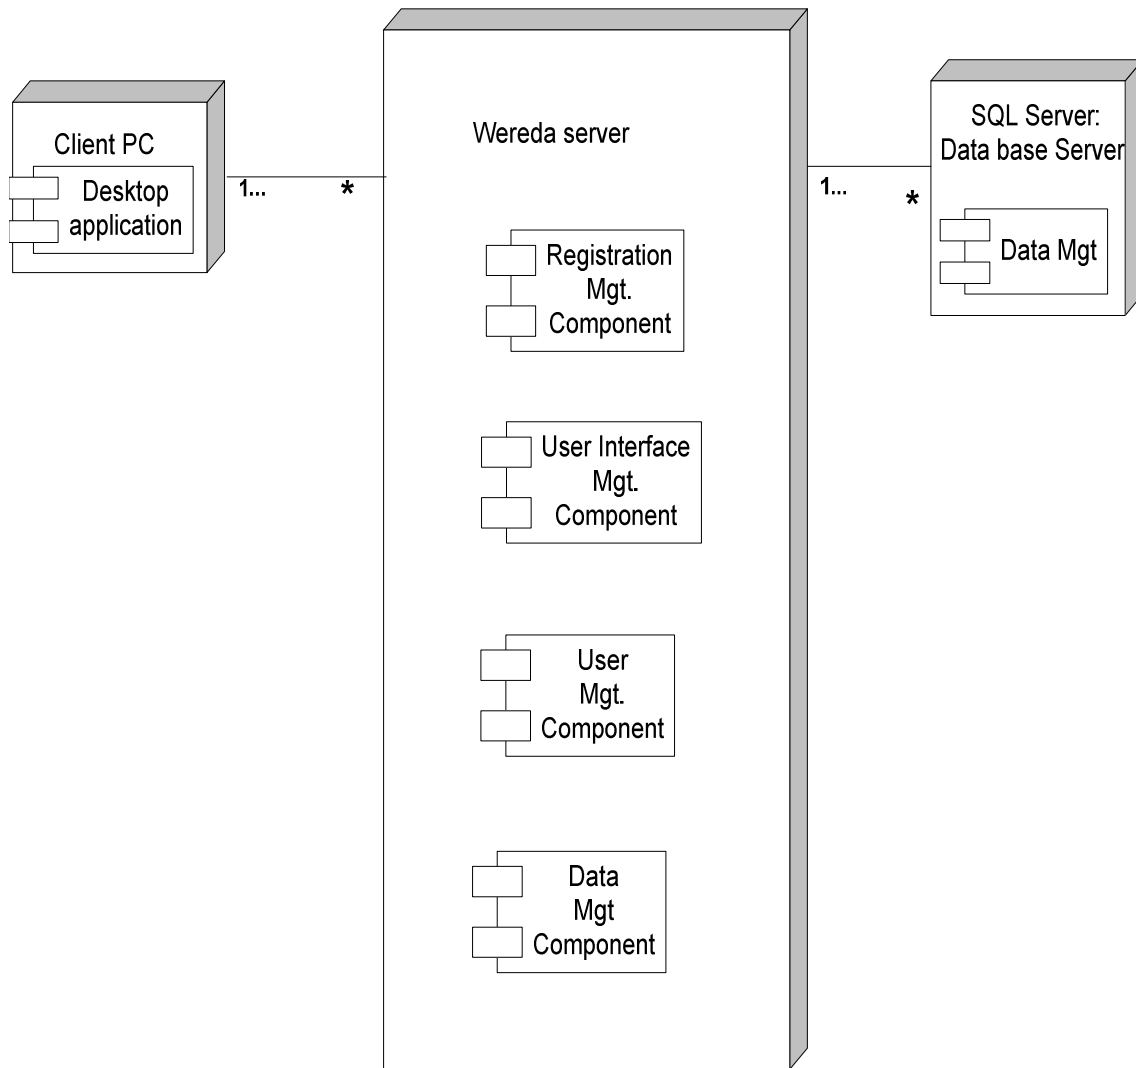 Client PC
Desktop
application
1...
*
Wereda server
Registration
Mgt.
Component
User Interface
Mgt.
Component
User
Mgt.
Component
Data
Mgt
Component
1...
*
SQL Server:
Data base Server
Data Mgt